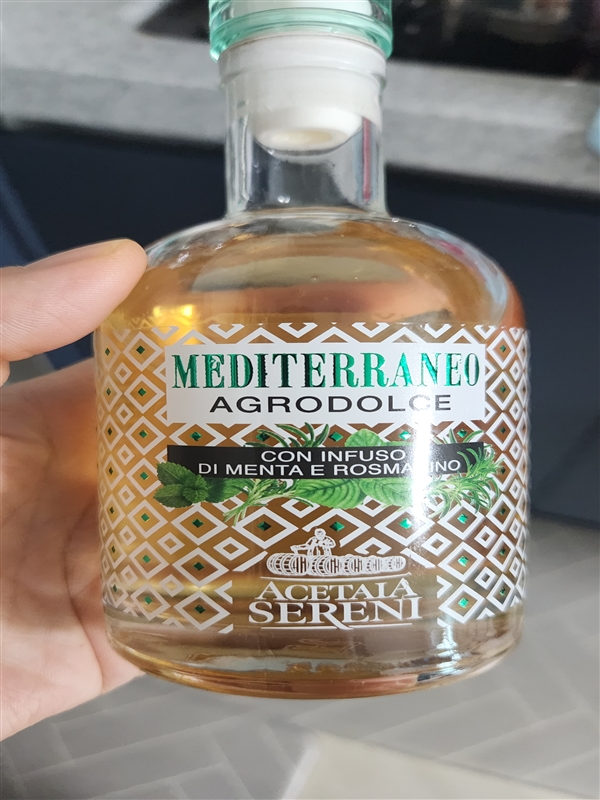 MEDITERRANEO
AGRODOLCE
CON INFUSO
DI MENTA E ROSMARINO
ACETAIA
SERENI